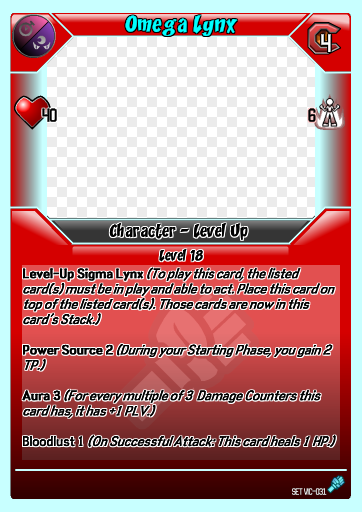 Omega Lynx
4
40
6
Character - Level Up
Level 18
Level-Up Sigma Lynx (To play this card, the listed
card(s) must be in play and able to act. Place this card on
top of the listed card(s). Those cards are now in this
card's Stack.)
Power Source 2 (During your Starting Phase, you gain 2
TP.)
Aura 3 (For every multiple of 3 Damage Counters this
card has, it has +1 PLV.)
Bloodlust 1 (On Successful Attack: This card heals 1 HP.)
SET VIC-031